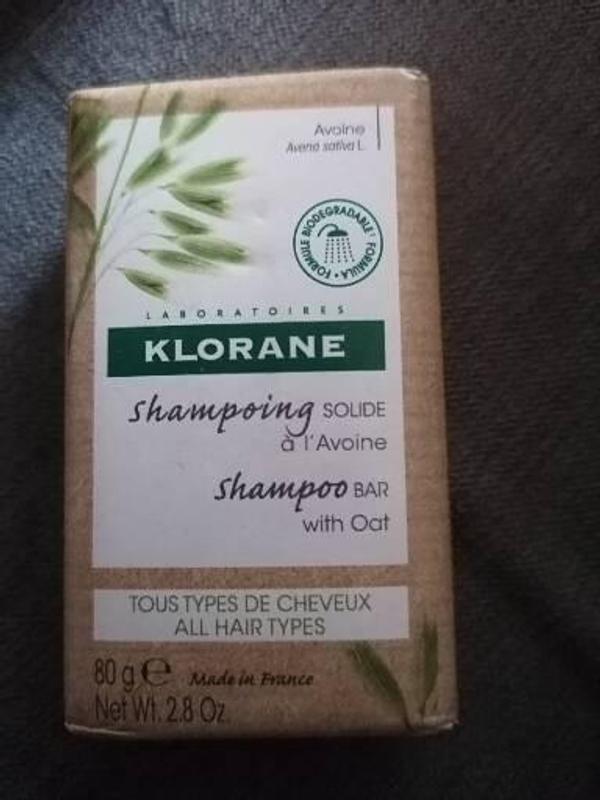 Avoine
Avena sativa L.
FORMULE BIODEGRADABLE¹ FORMULA •
LABORATOIRES
KLORANE
Shampoing SOLIDE
à l'Avoine
Shampoo BAR
with Oat
TOUS TYPES DE CHEVEUX
ALL HAIR TYPES
80 g ℮ Made in France
Net Wt. 2.8 Oz.